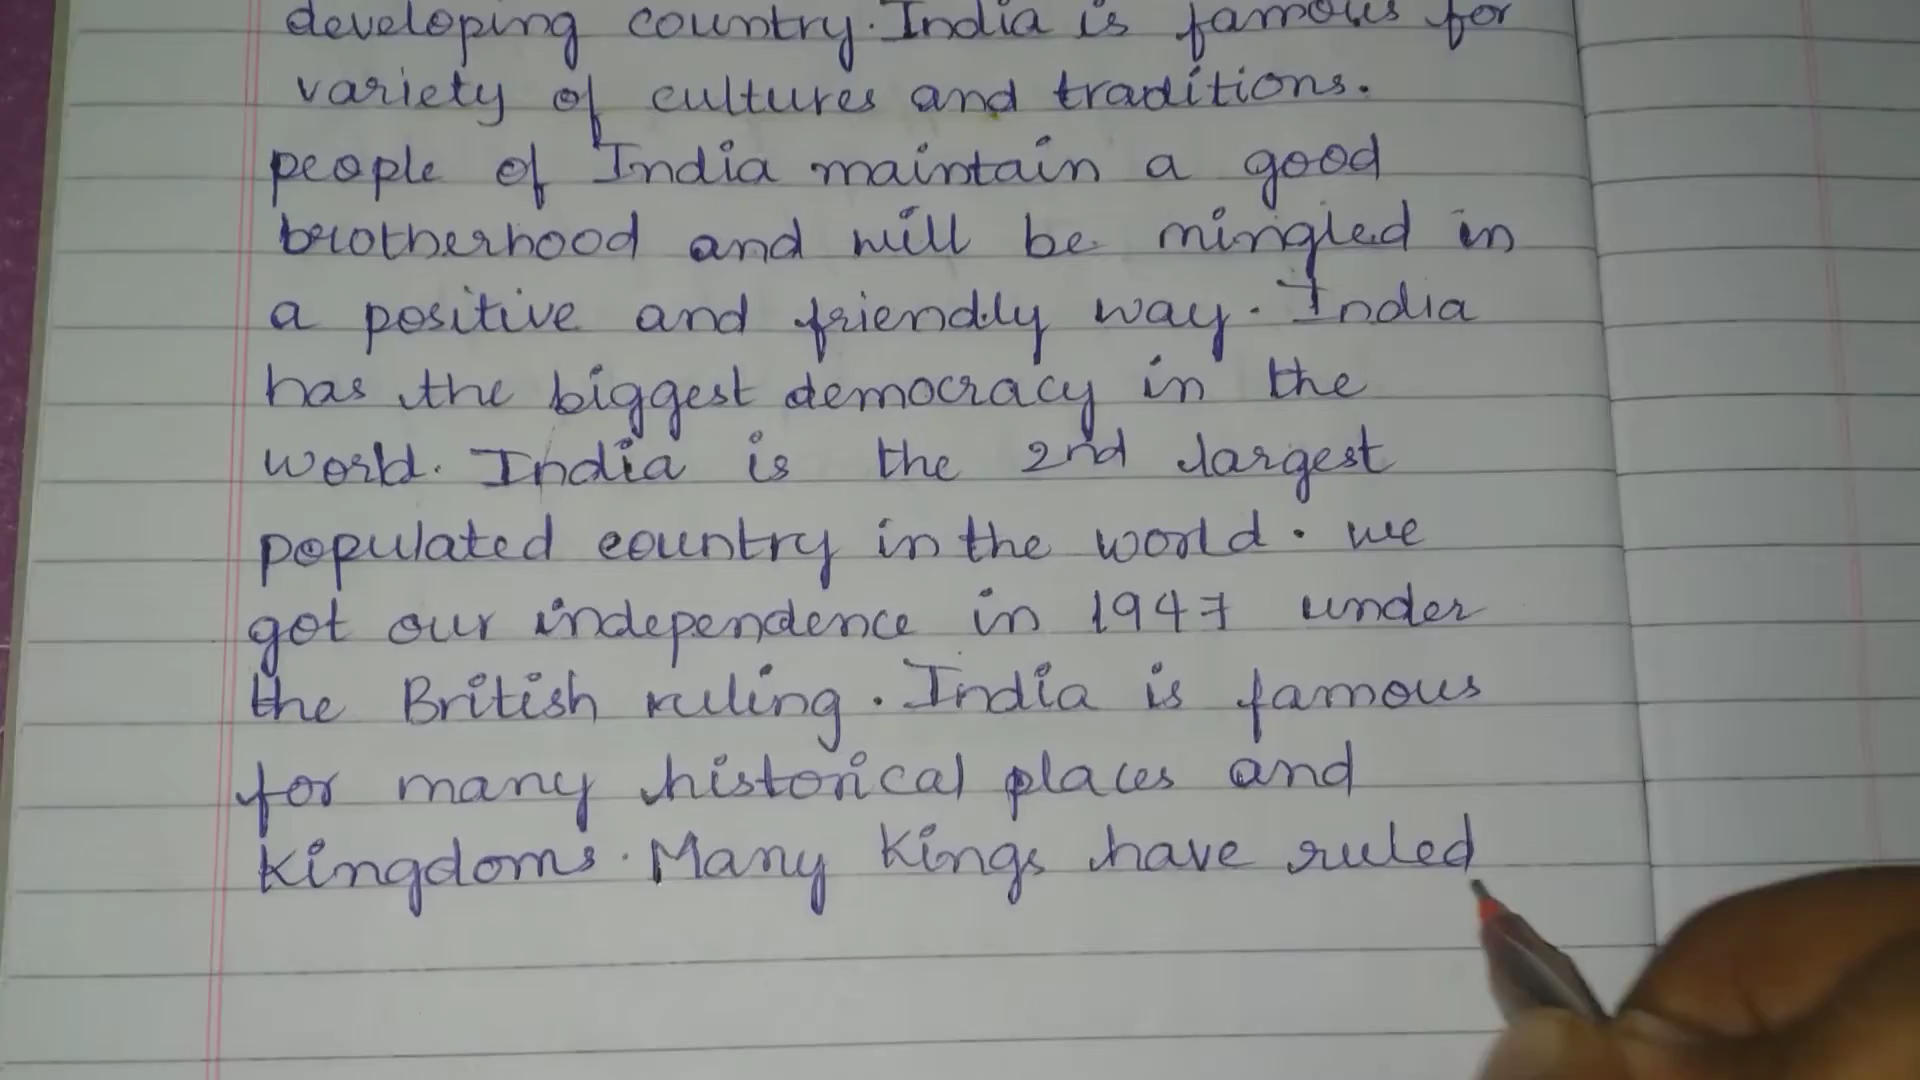 developing country. India is famous for
variety of cultures and traditions.
people of India maintain a good
brotherhood and will be mingled in
a positive and friendly way. India
has the biggest democracy in the
world. India is the 2nd largest
populated country in the world. we
got our independence in 1947 under
the British ruling. India is famous
for many historical places and
Kingdoms. Many Kings have ruled